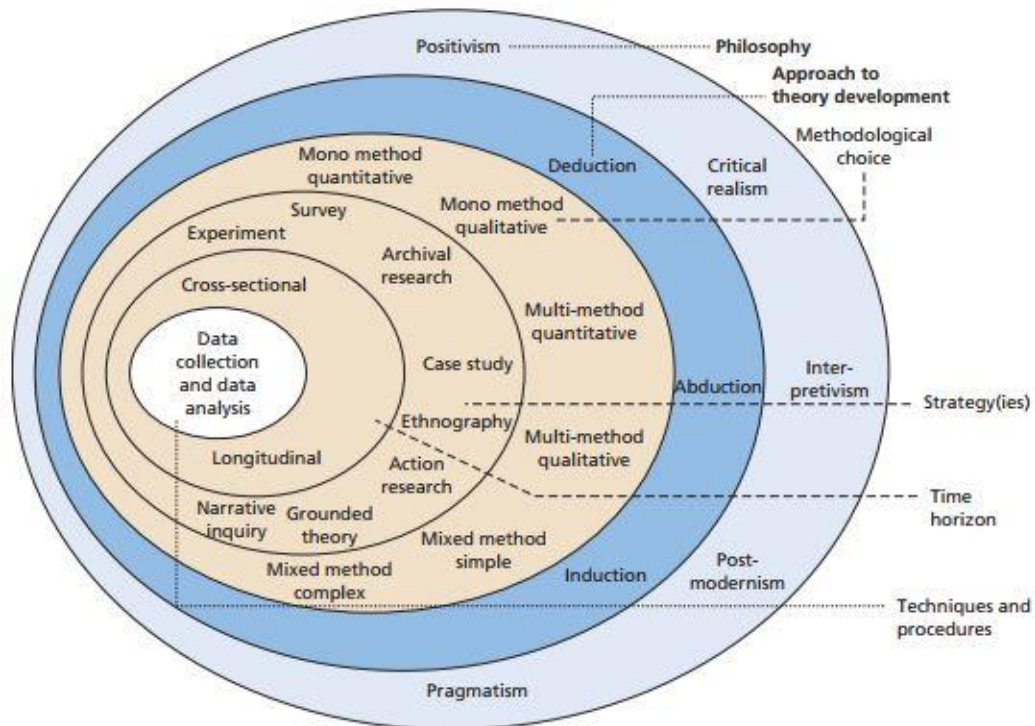 Positivism
Philosophy
Approach to
theory development
Methodological
choice
Mono method
quantitative
Deduction
Critical
realism
Survey
Mono method
qualitative
Experiment
Archival
research
Cross-sectional
Multi-method
quantitative
Data
collection
and data
analysis
Case study
Abduction
Inter-
pretivism
Strategy(ies)
Ethnography
Multi-method
qualitative
Longitudinal
Action
research
Time
horizon
Narrative
inquiry
Grounded
theory
Mixed method
simple
Mixed method
complex
Induction
Post-
modernism
Techniques and
procedures
Pragmatism